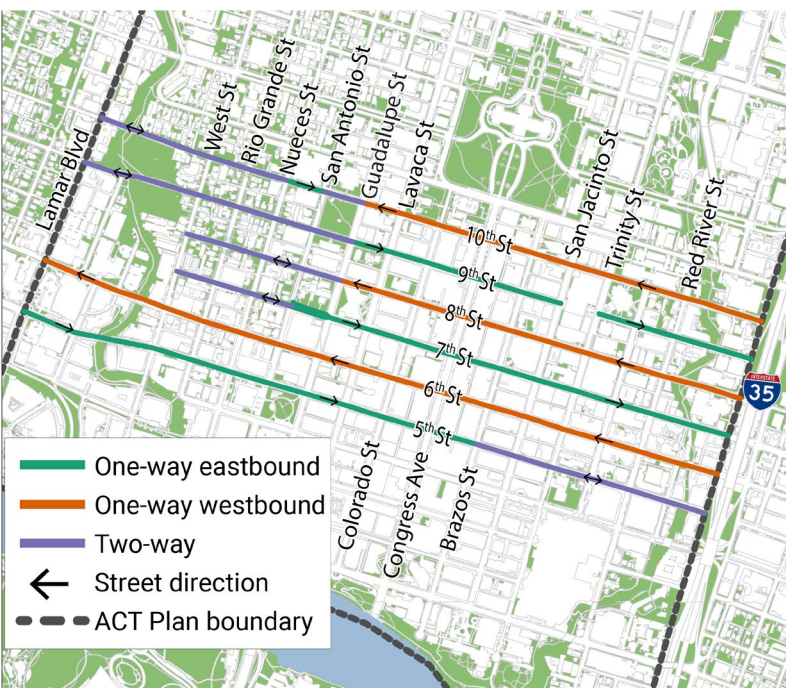 Lamar Blvd
West St
Rio Grande St
Nueces St
San Antonio St
Guadalupe St
Lavaca St
San Jacinto St
Trinity St
Red River St
10th St
9th St
8th St
7th St
6th St
5th St
INTERSTATE
35
Colorado St
Congress Ave
Brazos St
One-way eastbound
One-way westbound
Two-way
Street direction
ACT Plan boundary